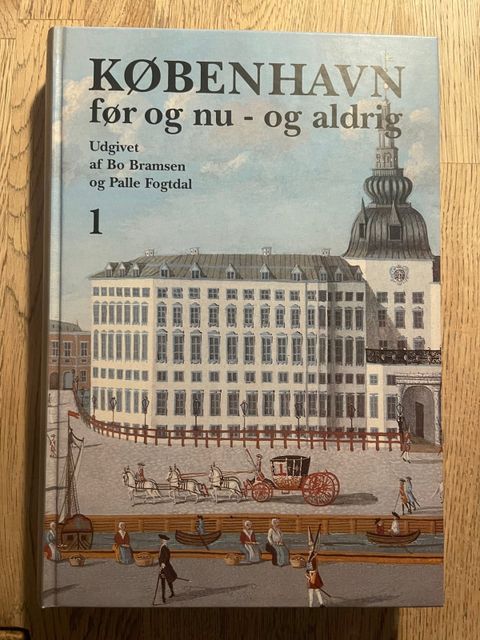 KØBENHAVN
før og nu - og aldrig
Udgivet
af Bo Bramsen
og Palle Fogtdal
1